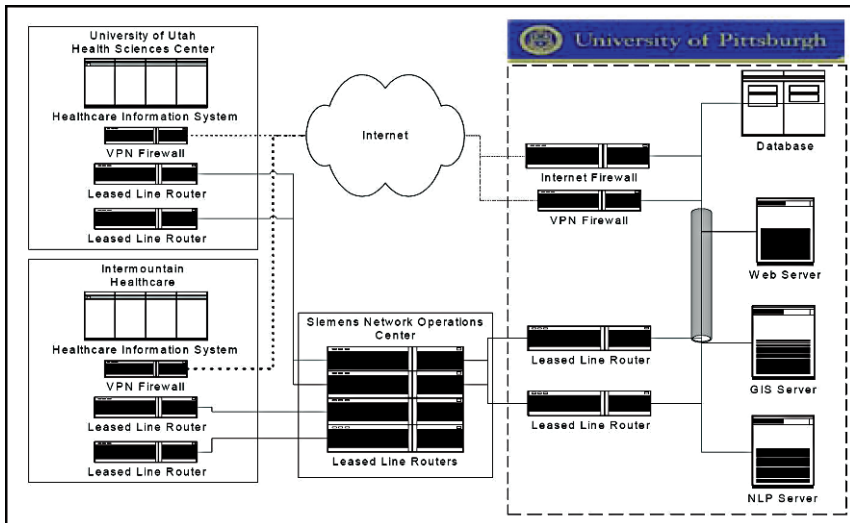 University of Utah
Health Sciences Center
Healthcare Information System
VPN Firewall
Leased Line Router
Leased Line Router
Intermountain
Healthcare
Healthcare Information System
VPN Firewall
Leased Line Router
Leased Line Router
Internet
Siemens Network Operations
Center
Leased Line Routers
University of Pittsburgh
Internet Firewall
VPN Firewall
Leased Line Router
Leased Line Router
Database
Web Server
GIS Server
NLP Server